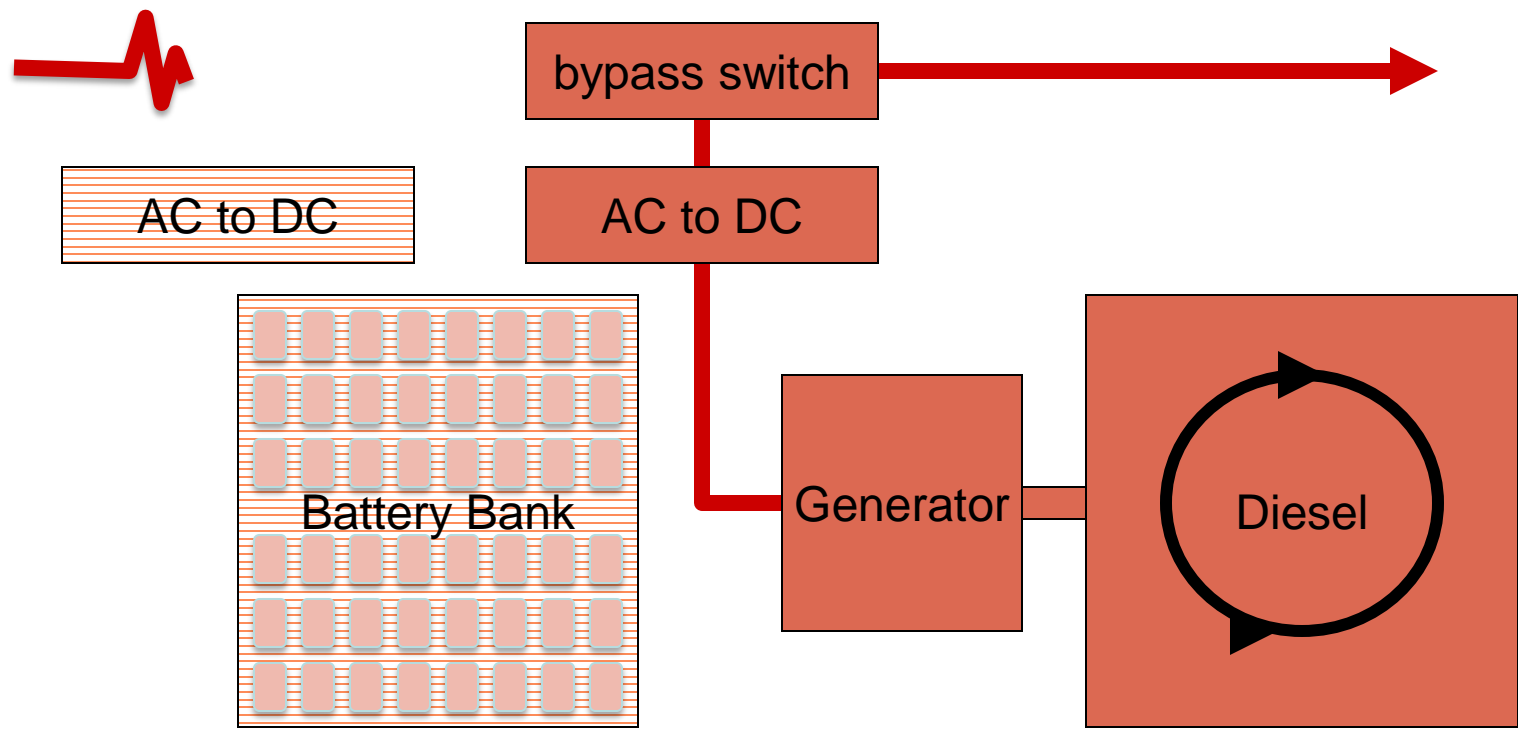 bypass switch
AC to DC
AC to DC
Battery Bank
Generator
Diesel